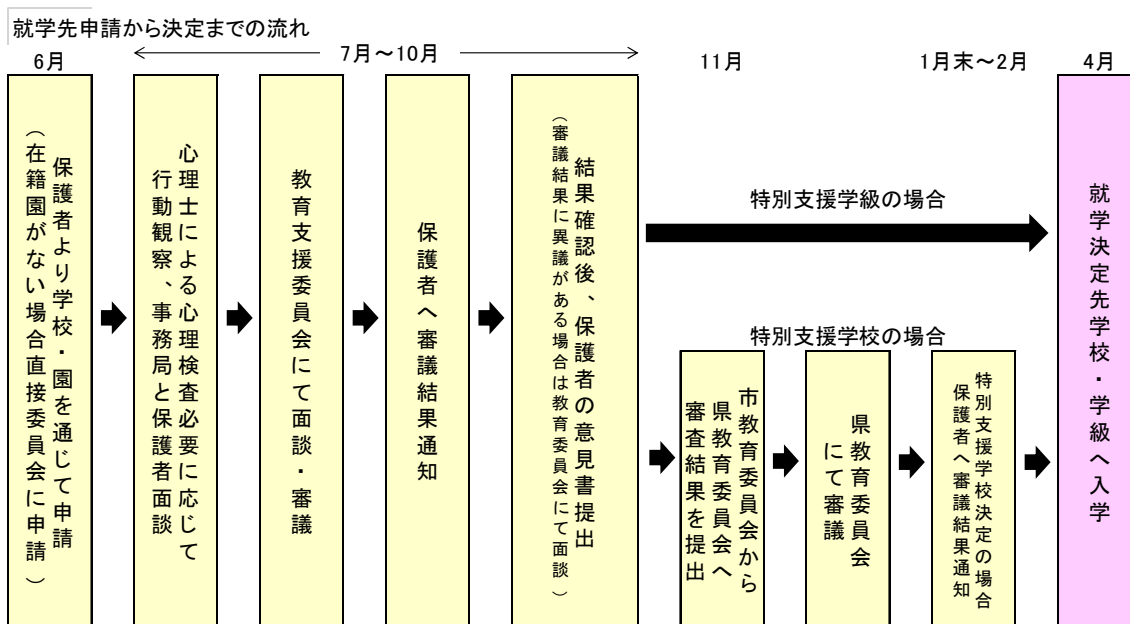 就学先申請から決定までの流れ
6月
7月～10月
11月
1月末～2月
4月
保護者より学校・園を通じて申請
（在籍園がない場合直接委員会に申請）
心理士による心理検査必要に応じて
行動観察、事務局と保護者面談
教育支援委員会にて面談・審議
保護者へ審議結果通知
結果確認後、保護者の意見書提出
（審議結果に異議がある場合は教育委員会にて面談）
特別支援学級の場合
特別支援学校の場合
市教育委員会から
県教育委員会へ
審査結果を提出
県教育委員会
にて審議
特別支援学校決定の場合
保護者へ審議結果通知
就学決定先学校・学級へ入学